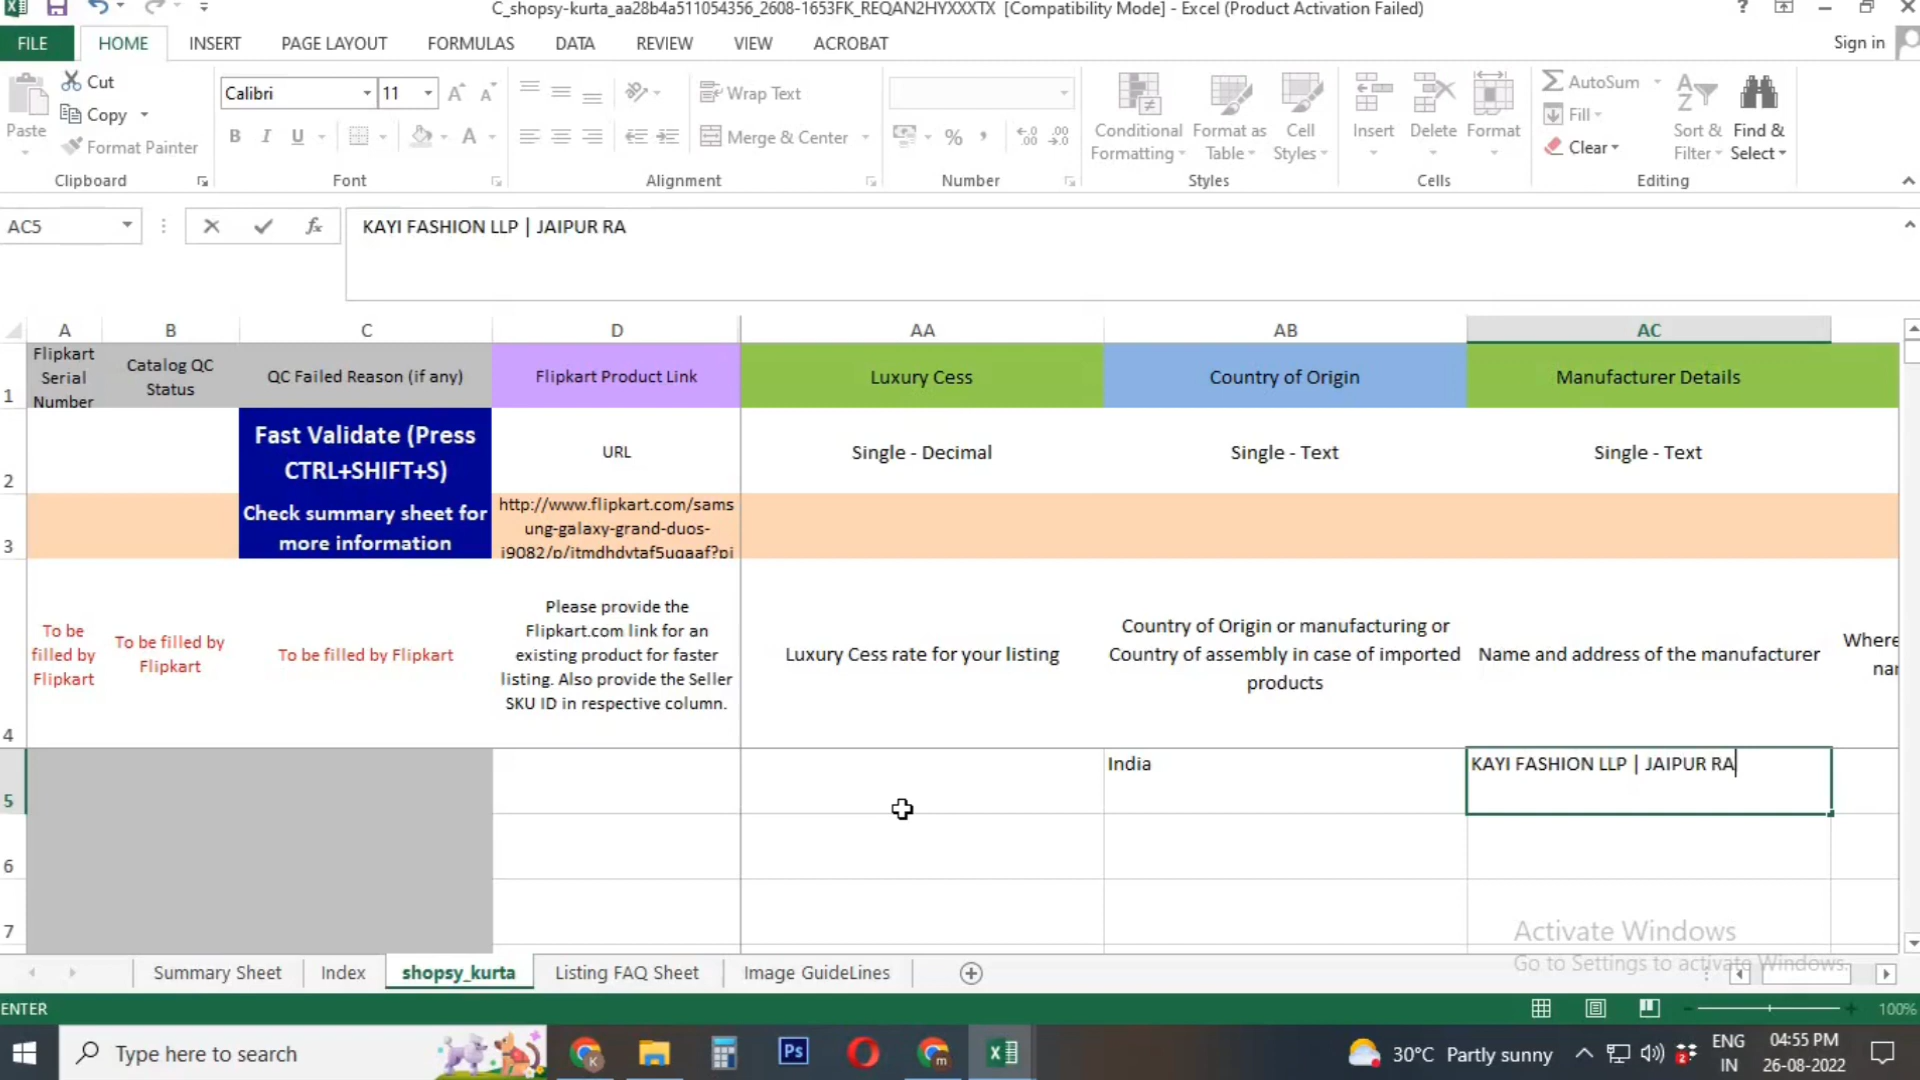 C_shopsy-kurta_aa28b4a511054356_2608-1653FK_REQAN2HYXXXTX [Compatibility Mode] - Excel (Product Activation Failed)
FILE HOME INSERT PAGE LAYOUT FORMULAS DATA REVIEW VIEW ACROBAT Sign in
Paste
Cut
Copy
Format Painter
Clipboard
Calibri 11
B I U
Font
Wrap Text
Merge & Center
Alignment
%
Number
Conditional Formatting
Format as Table
Cell Styles
Styles
Insert Delete Format
Cells
AutoSum
Fill
Clear
Sort & Filter
Find & Select
Editing
AC5
fx
KAYI FASHION LLP | JAIPUR RA
A B C D AA AB AC
1
Flipkart
Serial
Number
Catalog QC
Status
QC Failed Reason (if any)
Flipkart Product Link
Luxury Cess
Country of Origin
Manufacturer Details
2
Fast Validate (Press
CTRL+SHIFT+S)
URL
Single - Decimal
Single - Text
Single - Text
3
Check summary sheet for
more information
http://www.flipkart.com/sams
ung-galaxy-grand-duos-
i9082/p/itmdhdvtaf5ugaaf?pi
4
To be
filled by
Flipkart
To be filled by
Flipkart
To be filled by Flipkart
Please provide the
Flipkart.com link for an
existing product for faster
listing. Also provide the Seller
SKU ID in respective column.
Luxury Cess rate for your listing
Country of Origin or manufacturing or
Country of assembly in case of imported
products
Name and address of the manufacturer
Where
5
India
KAYI FASHION LLP | JAIPUR RA
6
7
Activate Windows
Go to Settings to activate Windows.
Summary Sheet Index shopsy_kurta Listing FAQ Sheet Image GuideLines
ENTER
100%
Type here to search
Ps
30°C Partly sunny
ENG
IN
04:55 PM
26-08-2022